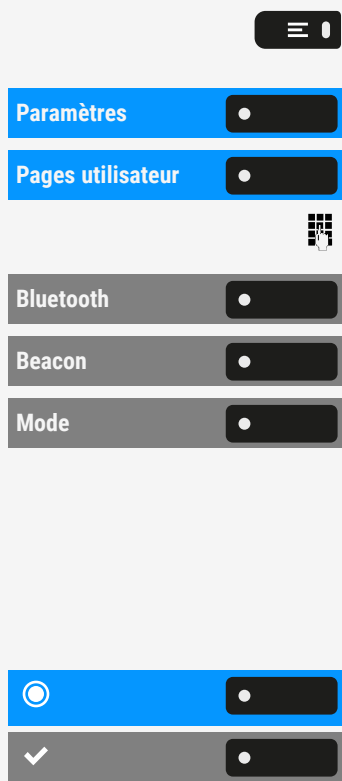 Paramètres
Pages utilisateur
Bluetooth
Beacon
Mode